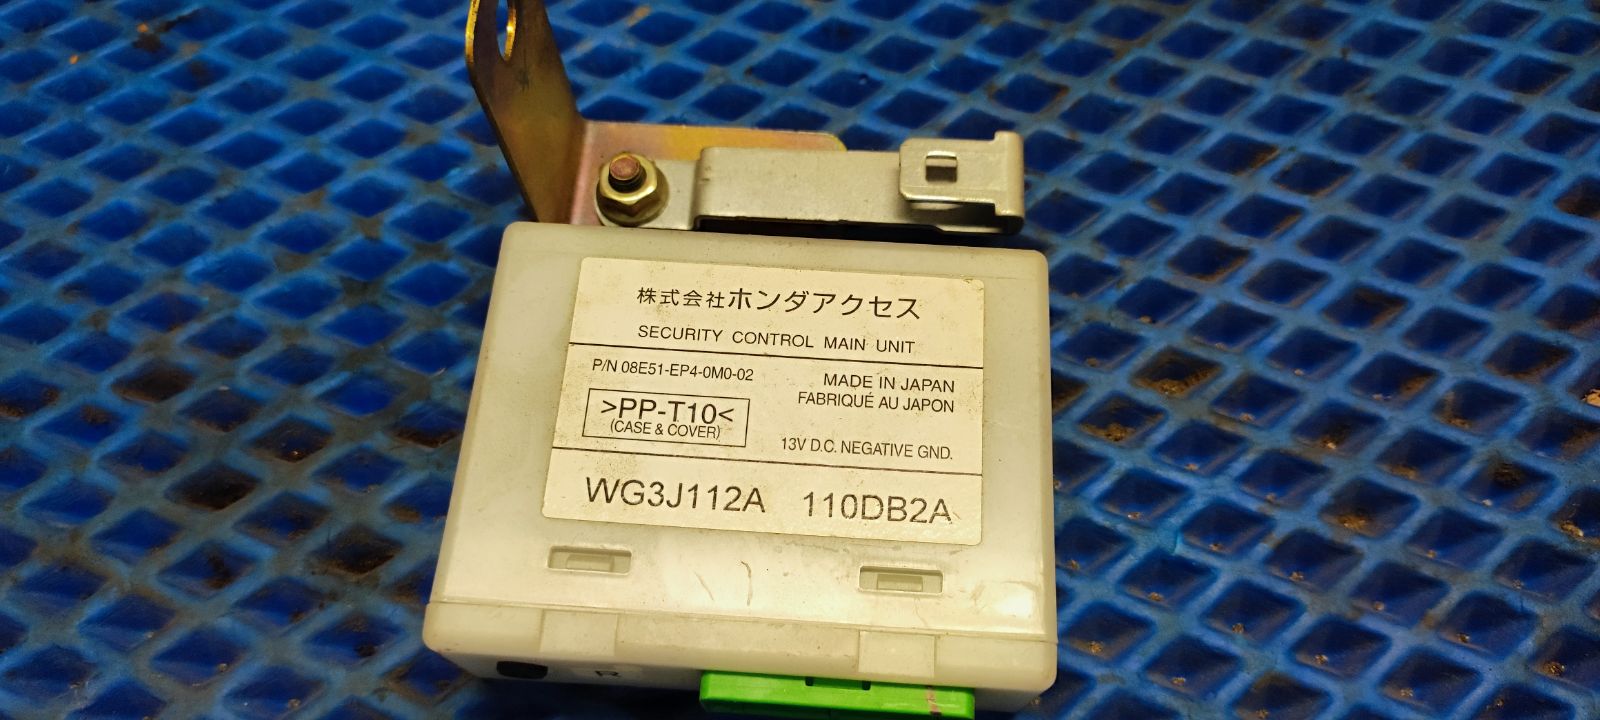 株式会社ホンダアクセス
SECURITY CONTROL MAIN UNIT
P/N 08E51-EP4-0M0-02
MADE IN JAPAN
FABRIQUÉ AU JAPON
>PP-T10<
(CASE & COVER)
13V D.C. NEGATIVE GND.
WG3J112A 110DB2A
R